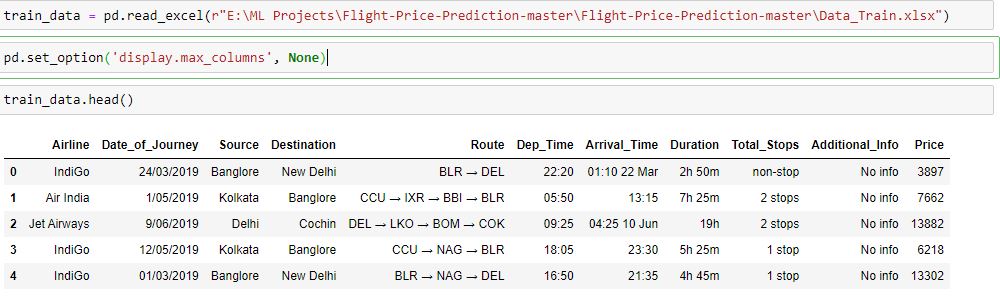 train_data = pd.read_excel(r"E:\ML Projects\Flight-Price-Prediction-master\Flight-Price-Prediction-master\Data_Train.xlsx")
pd.set_option('display.max_columns', None)
train_data.head()
Airline Date_of_Journey Source Destination Route Dep_Time Arrival_Time Duration Total_Stops Additional_Info Price
0 IndiGo 24/03/2019 Banglore New Delhi BLR → DEL 22:20 01:10 22 Mar 2h 50m non-stop No info 3897
1 Air India 1/05/2019 Kolkata Banglore CCU → IXR → BBI → BLR 05:50 13:15 7h 25m 2 stops No info 7662
2 Jet Airways 9/06/2019 Delhi Cochin DEL → LKO → BOM → COK 09:25 04:25 10 Jun 19h 2 stops No info 13882
3 IndiGo 12/05/2019 Kolkata Banglore CCU → NAG → BLR 18:05 23:30 5h 25m 1 stop No info 6218
4 IndiGo 01/03/2019 Banglore New Delhi BLR → NAG → DEL 16:50 21:35 4h 45m 1 stop No info 13302